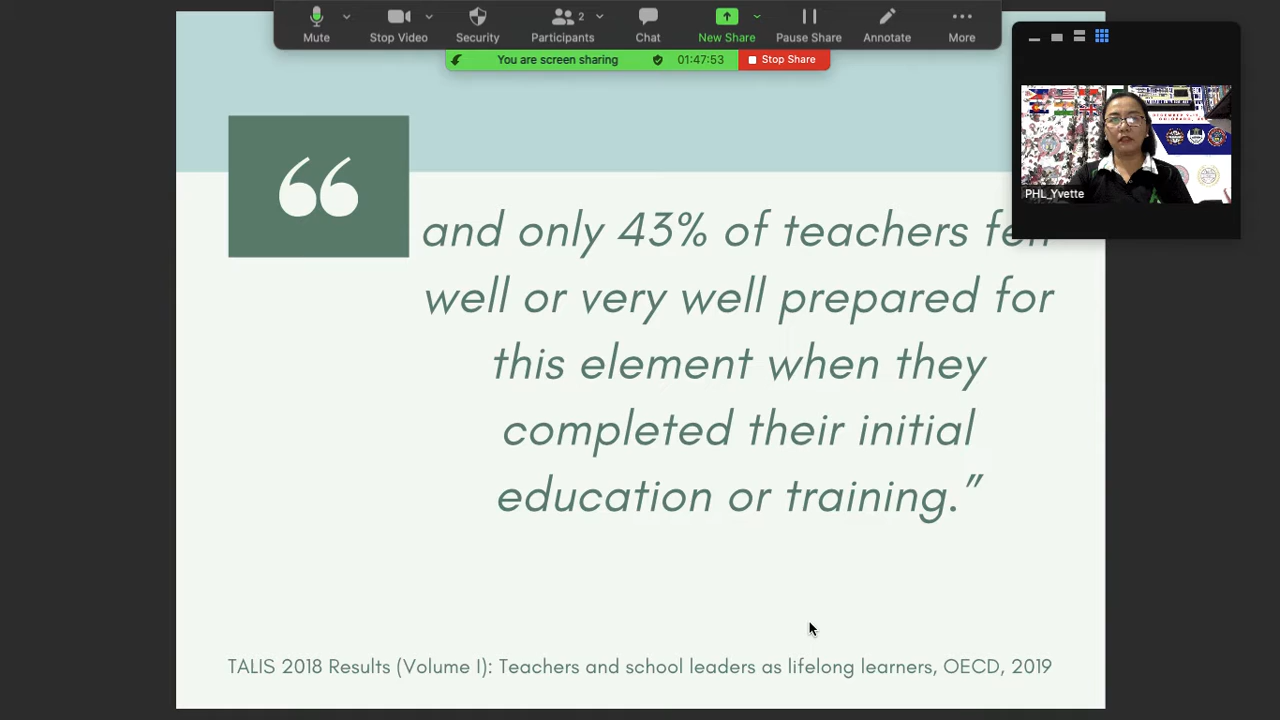 2
Mute
Stop Video
Security
Participants
Chat
New Share
Pause Share
Annotate
More
You are screen sharing
01:47:53
Stop Share
PHL_Yvette
“
and only 43% of teachers
well or very well prepared for
this element when they
completed their initial
education or training.”
TALIS 2018 Results (Volume I): Teachers and school leaders as lifelong learners, OECD, 2019